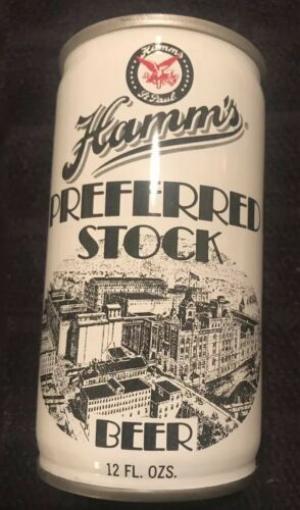 Hamm's
St. Paul
Hamm's
PREFERRED
STOCK
BEER
12 FL. OZS.